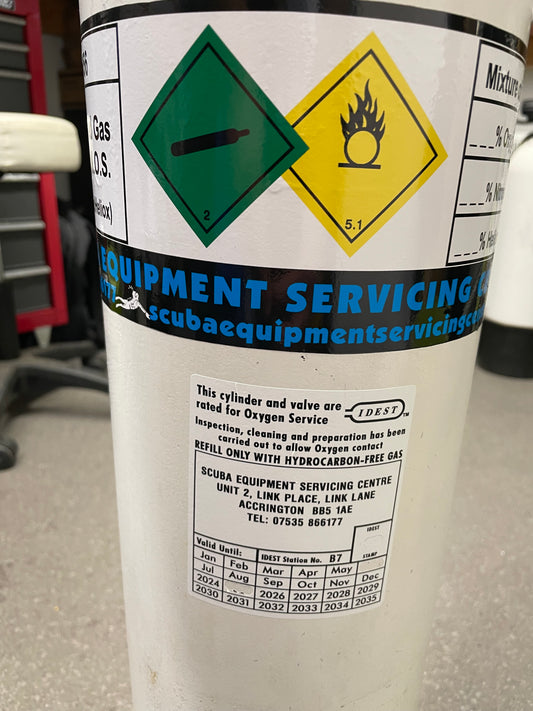 Gas
O.S.
2
5.1
Mixture
% 
% 
% He
EQUIPMENT SERVICING
scubaequipmentservicingce
This cylinder and valve are
rated for Oxygen Service
IDEST™
Inspection, cleaning and preparation has been
carried out to allow Oxygen contact
REFILL ONLY WITH HYDROCARBON-FREE GAS
SCUBA EQUIPMENT SERVICING CENTRE
UNIT 2, LINK PLACE, LINK LANE
ACCRINGTON BB5 1AE
TEL: 07535 866177
IDEST
STAMP
Valid Until: IDEST Station No. B7
Jan Feb Mar Apr May
Jul Aug Sep Oct Nov Dec
2024 2026 2027 2028 2029
2030 2031 2032 2033 2034 2035